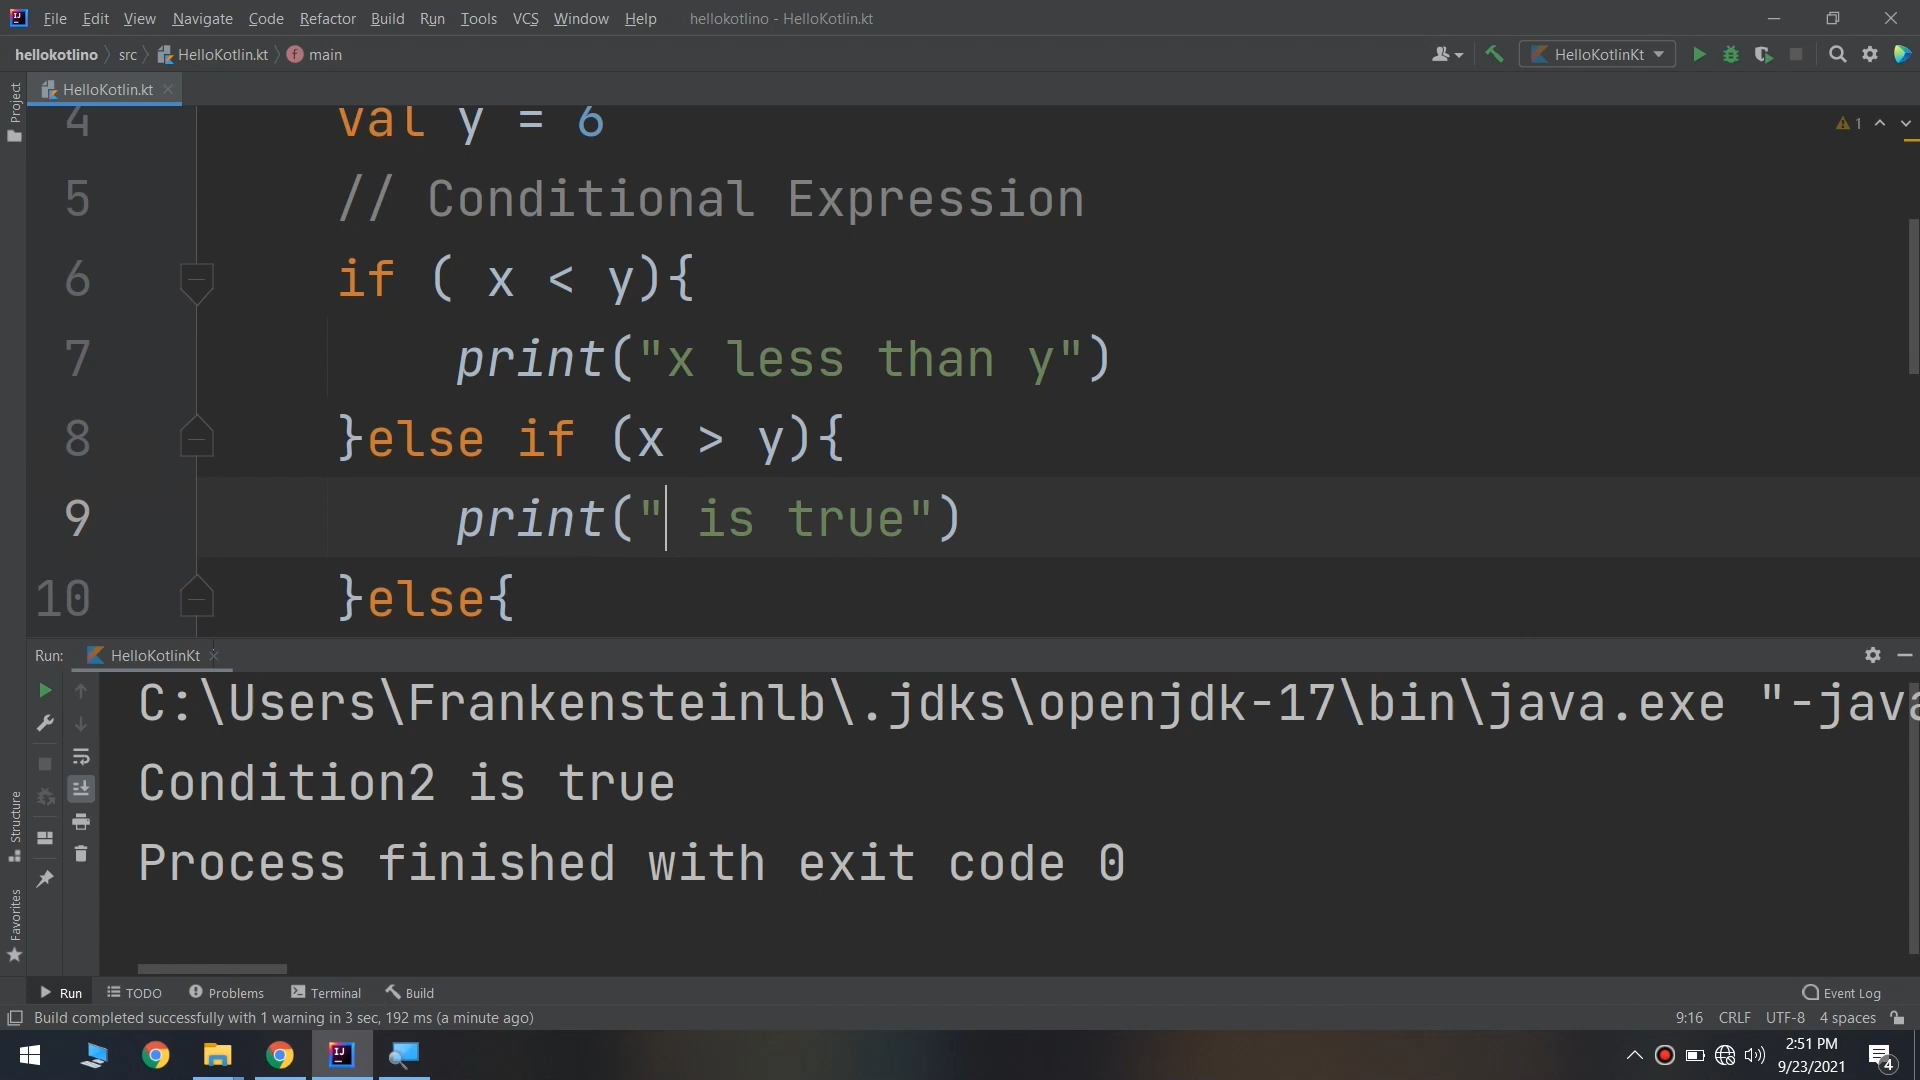 File Edit View Navigate Code Refactor Build Run Tools VCS Window Help hellokotlino - HelloKotlin.kt
hellokotlino src HelloKotlin.kt main HelloKotlinKt
Project
HelloKotlin.kt
4 val y = 6
1
5 // Conditional Expression
6 if ( x < y){
7 print("x less than y")
8 }else if (x > y){
9 print(" is true")
10 }else{
Run: HelloKotlinKt
C:\Users\Frankensteinlb\.jdks\openjdk-17\bin\java.exe "-java
Condition2 is true
Process finished with exit code 0
Structure
Favorites
Run TODO Problems Terminal Build Event Log
Build completed successfully with 1 warning in 3 sec, 192 ms (a minute ago) 9:16 CRLF UTF-8 4 spaces
2:51 PM
9/23/2021
4